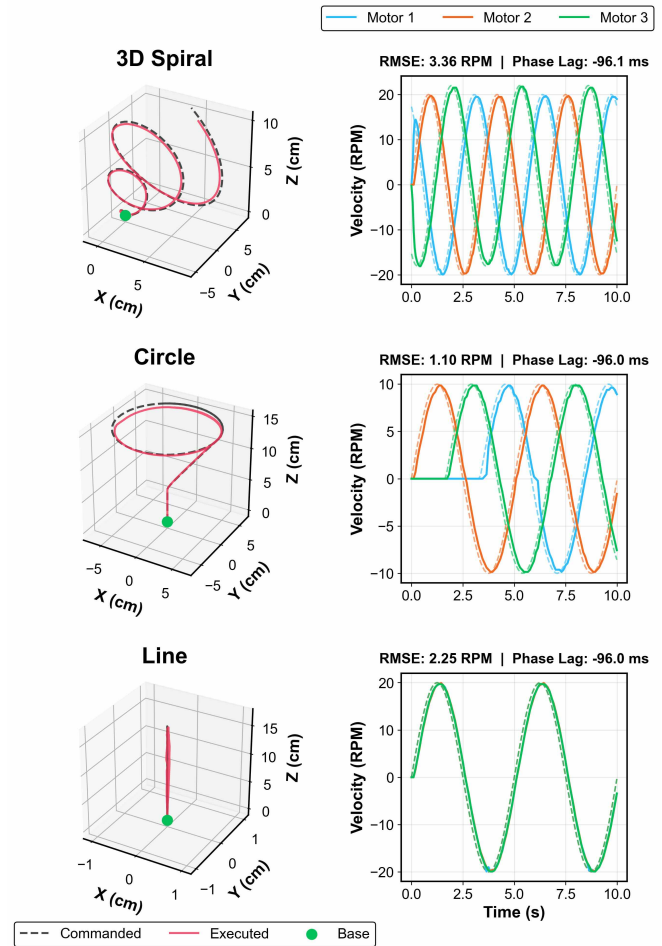 Motor 1 Motor 2 Motor 3
3D Spiral
10
5
0
Z (cm)
0
5
X (cm)
−5
0
5
Y (cm)
RMSE: 3.36 RPM | Phase Lag: -96.1 ms
20
10
0
−10
−20
Velocity (RPM)
0.0 2.5 5.0 7.5 10.0
Circle
15
10
5
0
Z (cm)
−5
0
5
X (cm)
−5
0
5
Y (cm)
RMSE: 1.10 RPM | Phase Lag: -96.0 ms
10
5
0
−5
−10
Velocity (RPM)
0.0 2.5 5.0 7.5 10.0
Line
15
10
5
0
Z (cm)
−1
0
1
X (cm)
−1
0
1
Y (cm)
RMSE: 2.25 RPM | Phase Lag: -96.0 ms
20
10
0
−10
−20
Velocity (RPM)
0.0 2.5 5.0 7.5 10.0
Time (s)
Commanded Executed Base